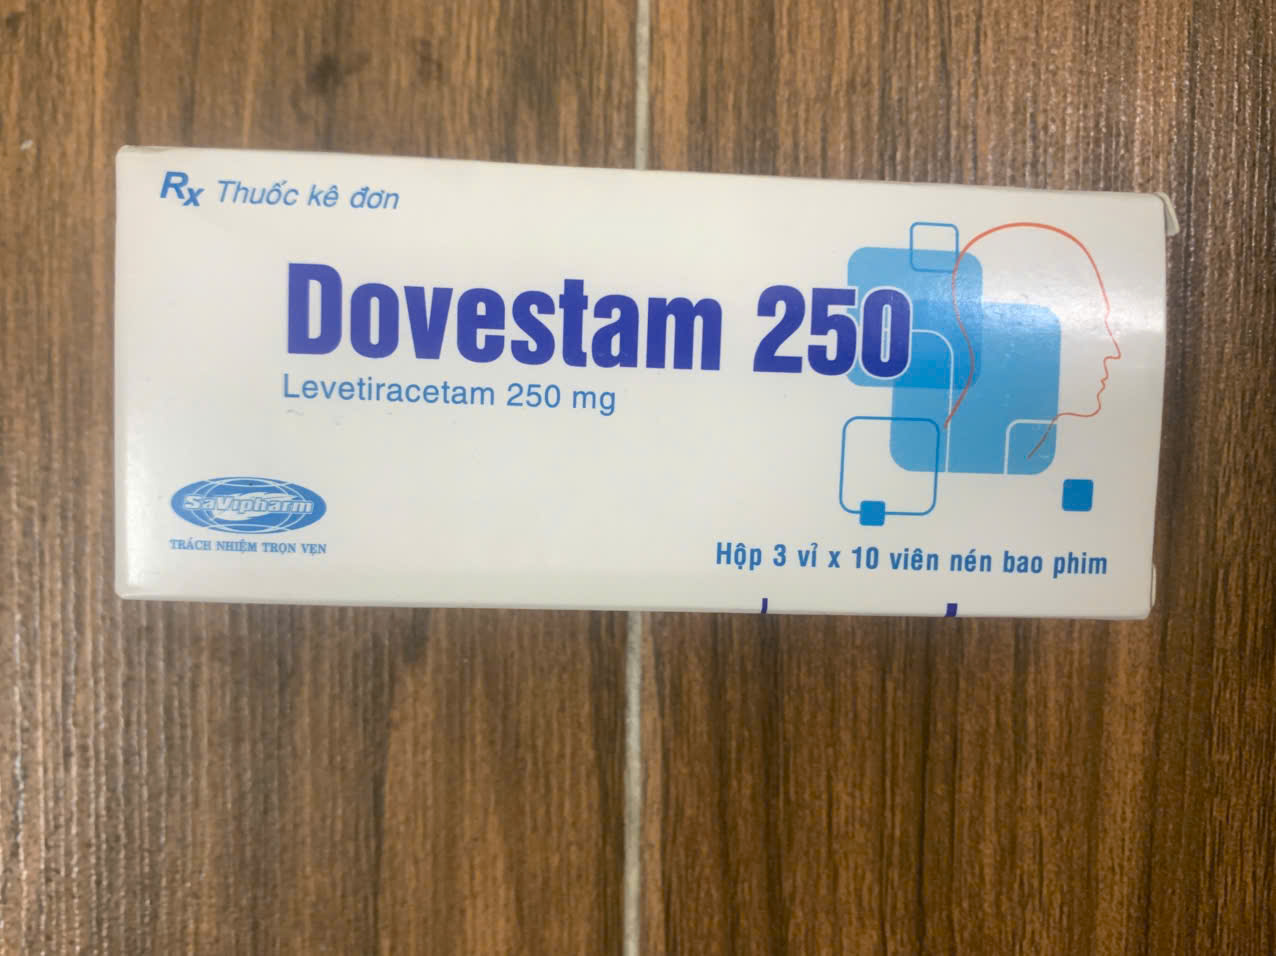 Rx Thuốc kê đơn
Dovestam 250
Levetiracetam 250 mg
SaViPharm
TRÁCH NHIỆM TRỌN VẸN
Hộp 3 vỉ x 10 viên nén bao phim